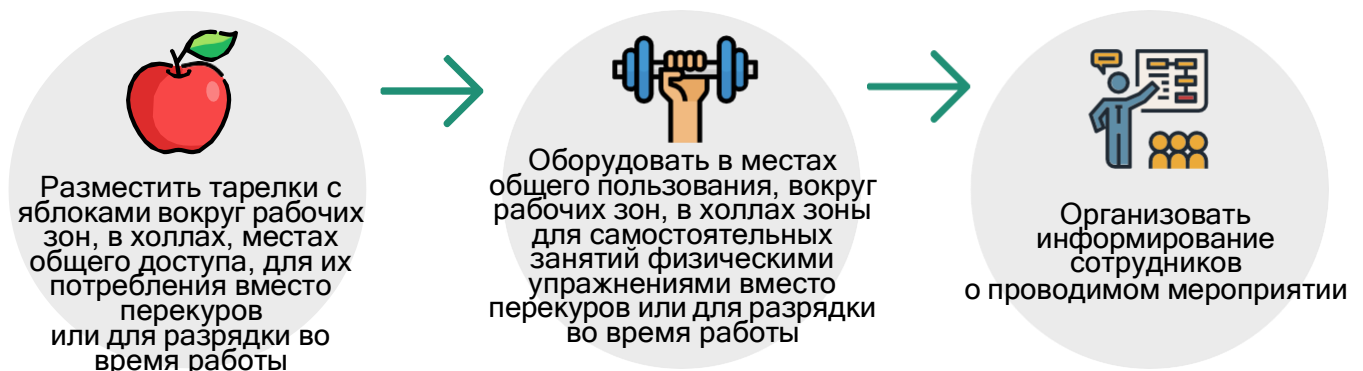 Разместить тарелки с
яблоками вокруг рабочих
зон, в холлах, местах
общего доступа, для их
потребления вместо
перекуров
или для разрядки во
время работы
Оборудовать в местах
общего пользования, вокруг
рабочих зон, в холлах зоны
для самостоятельных
занятий физическими
упражнениями вместо
перекуров или для разрядки
во время работы
Организовать
информирование
сотрудников
о проводимом мероприятии